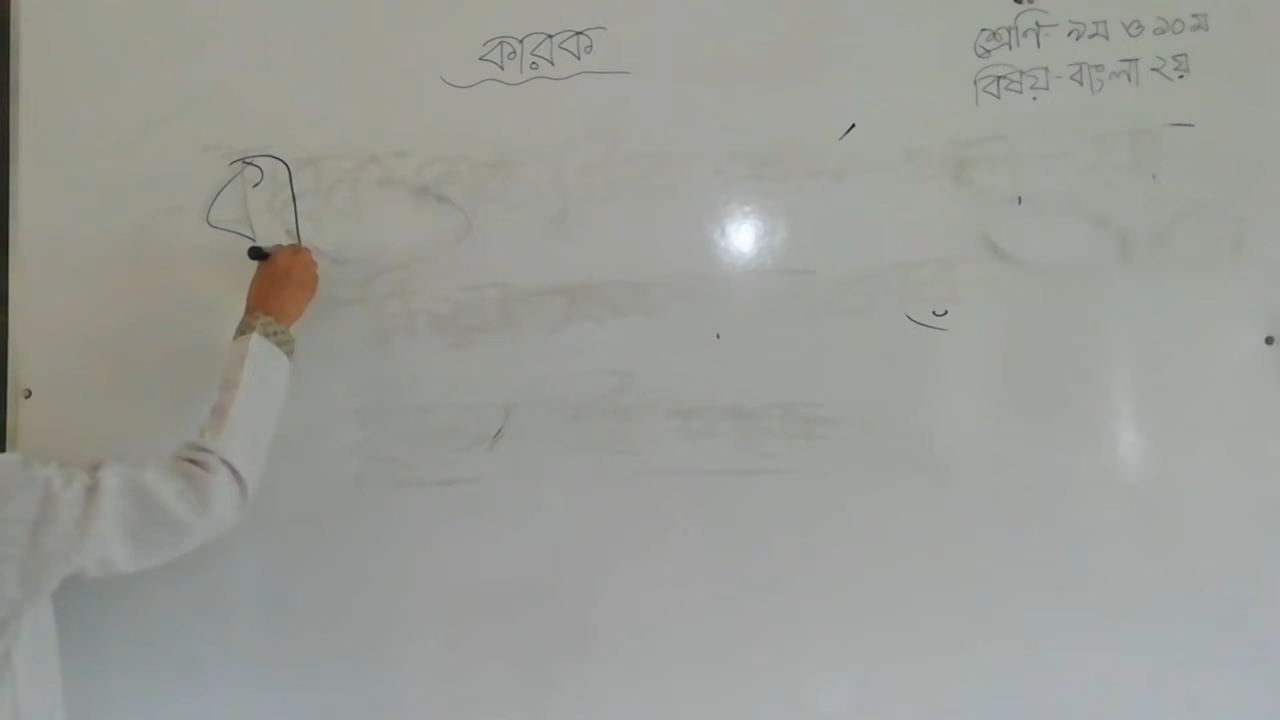 কারক
শ্রেণি- ৯ম ও ১০ম
বিষয়- বাংলা ২য়
কা